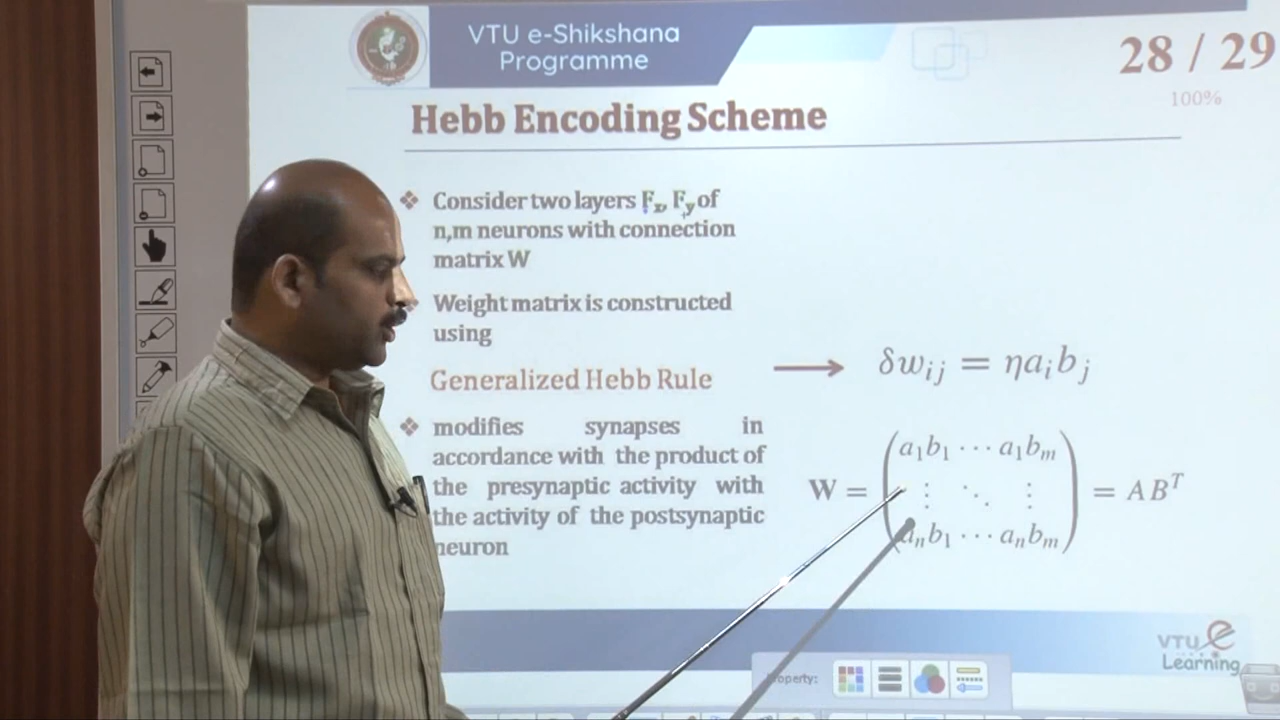 VTU e-Shikshana
Programme
28 / 29
100%
Hebb Encoding Scheme
❖ Consider two layers Fₓ, Fᵧ of
n,m neurons with connection
matrix W
Weight matrix is constructed
using
Generalized Hebb Rule → δwᵢⱼ = ηaᵢbⱼ
❖ modifies synapses in
accordance with the product of
the presynaptic activity with
the activity of the postsynaptic
neuron
a₁b₁ ⋯ a₁bₘ
W = ( ⋮ ⋱ ⋮ ) = ABᵀ
aₙb₁ ⋯ aₙbₘ
VTU e
Learning
Property: